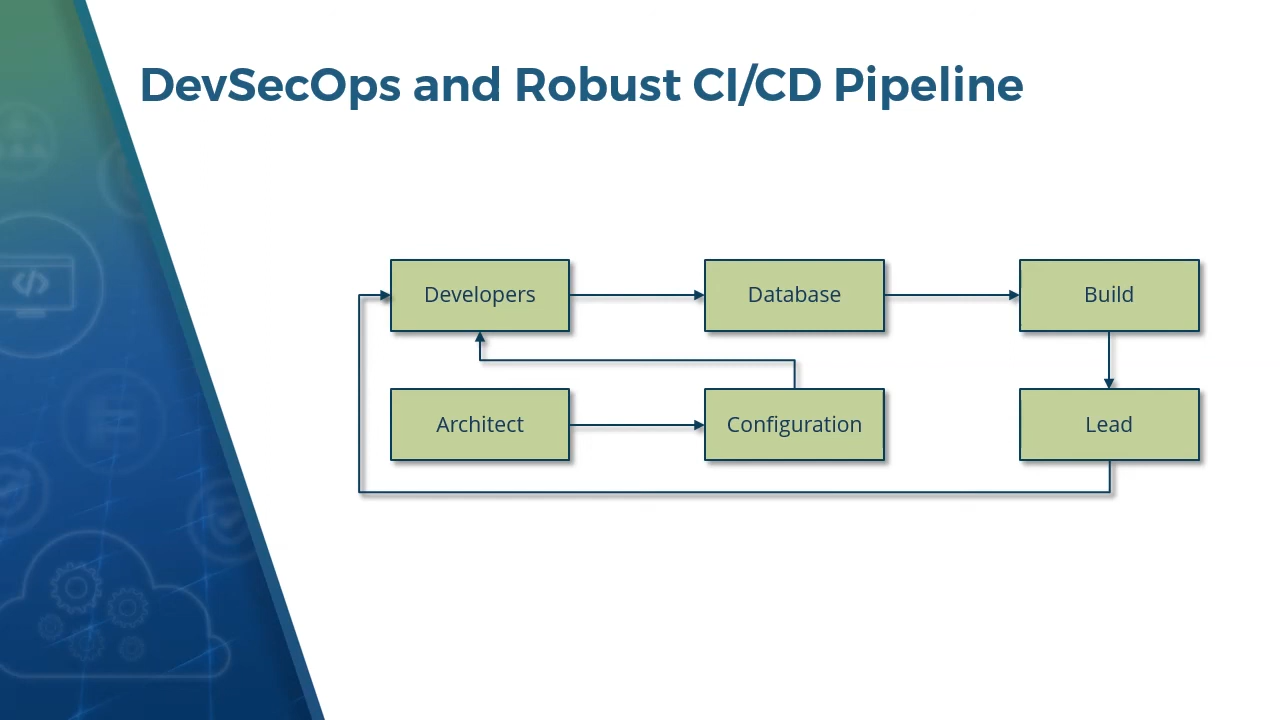 DevSecOps and Robust CI/CD Pipeline
Developers
Database
Build
Architect
Configuration
Lead